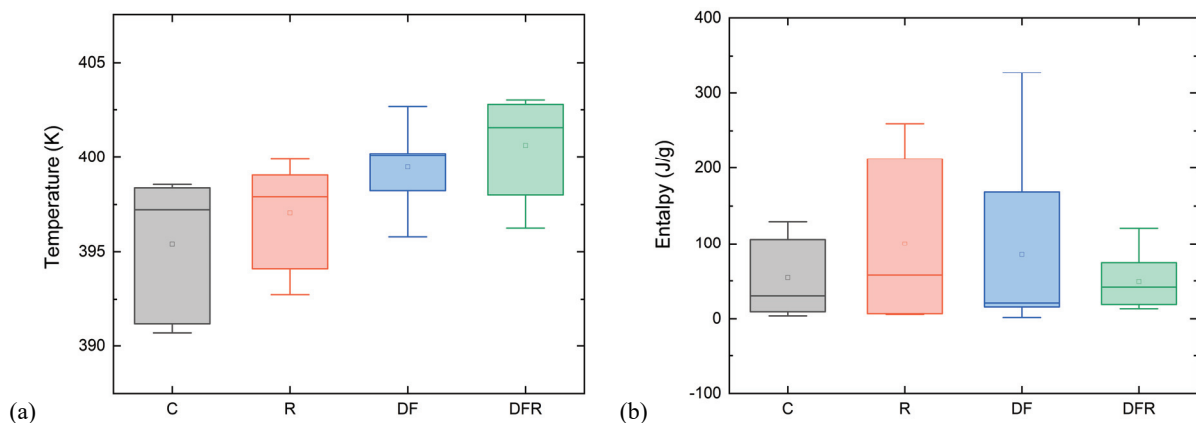 405
400
395
390
Temperature (K)
C R DF DFR
(a)
400
300
200
100
0
-100
Entalpy (J/g)
C R DF DFR
(b)